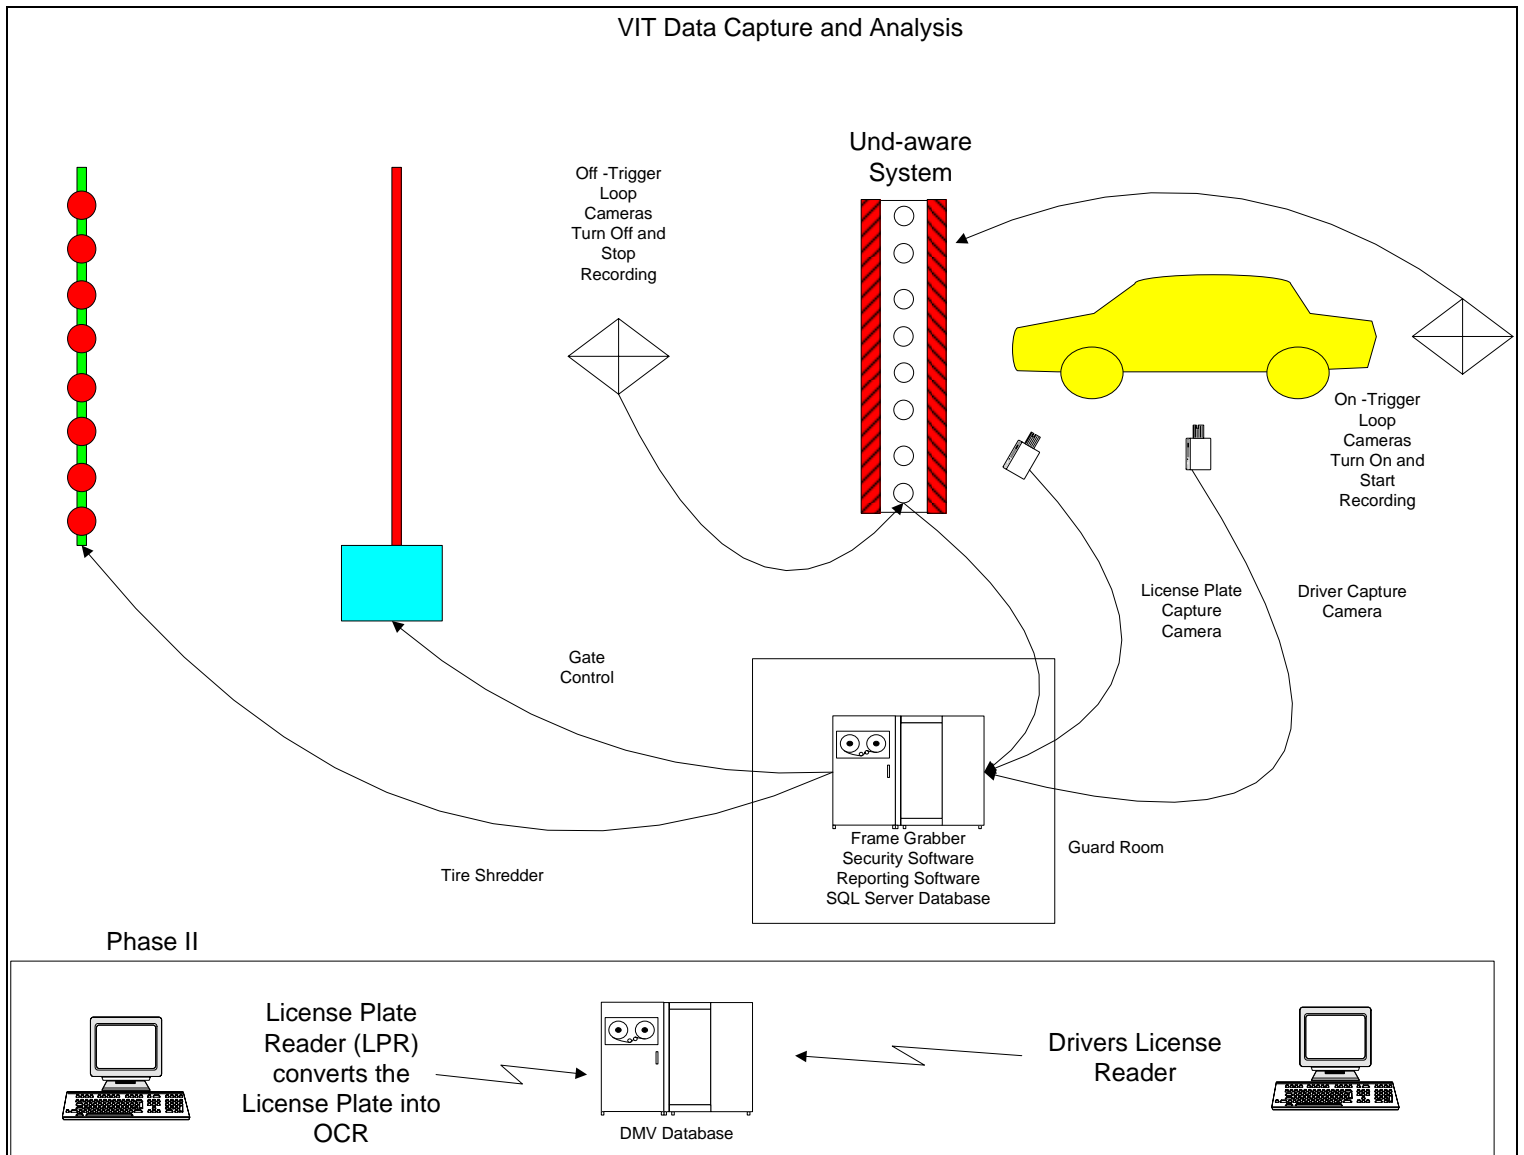 VIT Data Capture and Analysis
Und-aware
System
Off -Trigger
Loop
Cameras
Turn Off and
Stop
Recording
On -Trigger
Loop
Cameras
Turn On and
Start
Recording
License Plate
Capture
Camera
Driver Capture
Camera
Gate
Control
Frame Grabber
Security Software
Reporting Software
SQL Server Database
Guard Room
Tire Shredder
Phase II
License Plate
Reader (LPR)
converts the
License Plate into
OCR
DMV Database
Drivers License
Reader